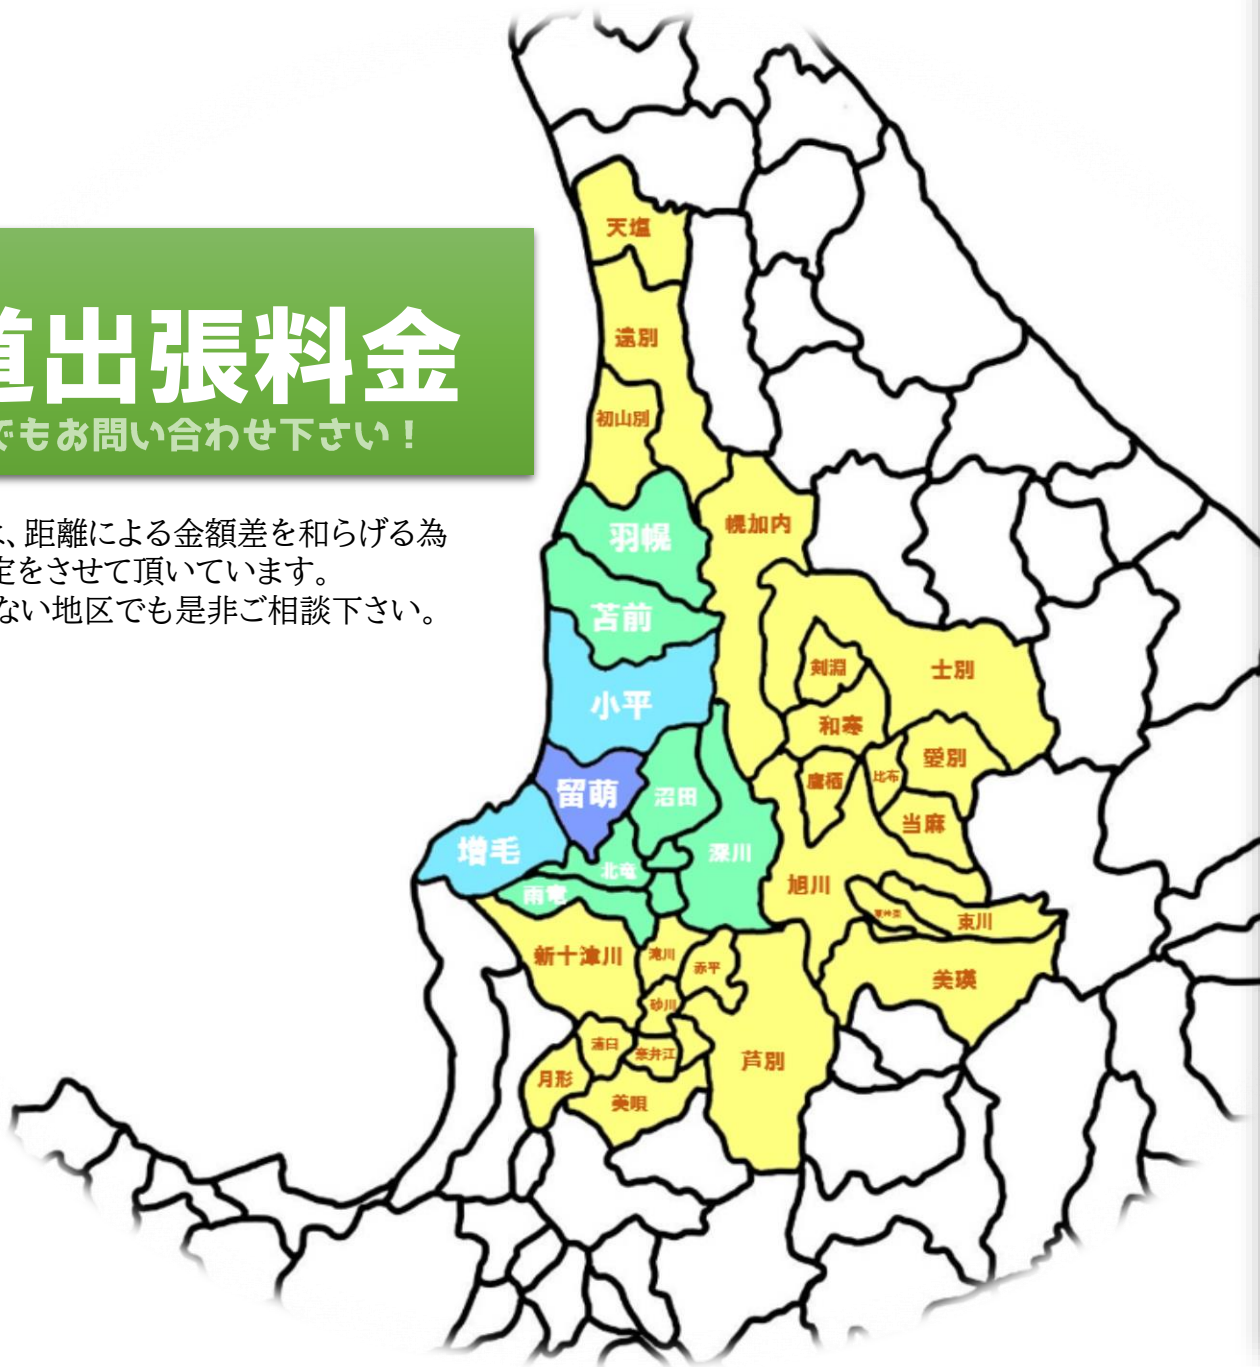 道出張料金
でもお問い合わせ下さい！
は、距離による金額差を和らげる為
定をさせて頂いています。
ない地区でも是非ご相談下さい。
天塩
遠別
初山別
羽幌
幌加内
苫前
剣淵
士別
小平
和寒
愛別
留萌
沼田
鷹栖
比布
当麻
増毛
深川
北竜
旭川
雨竜
東川
新十津川
滝川
赤平
美瑛
砂川
浦臼
奈井江
芦別
月形
美唄